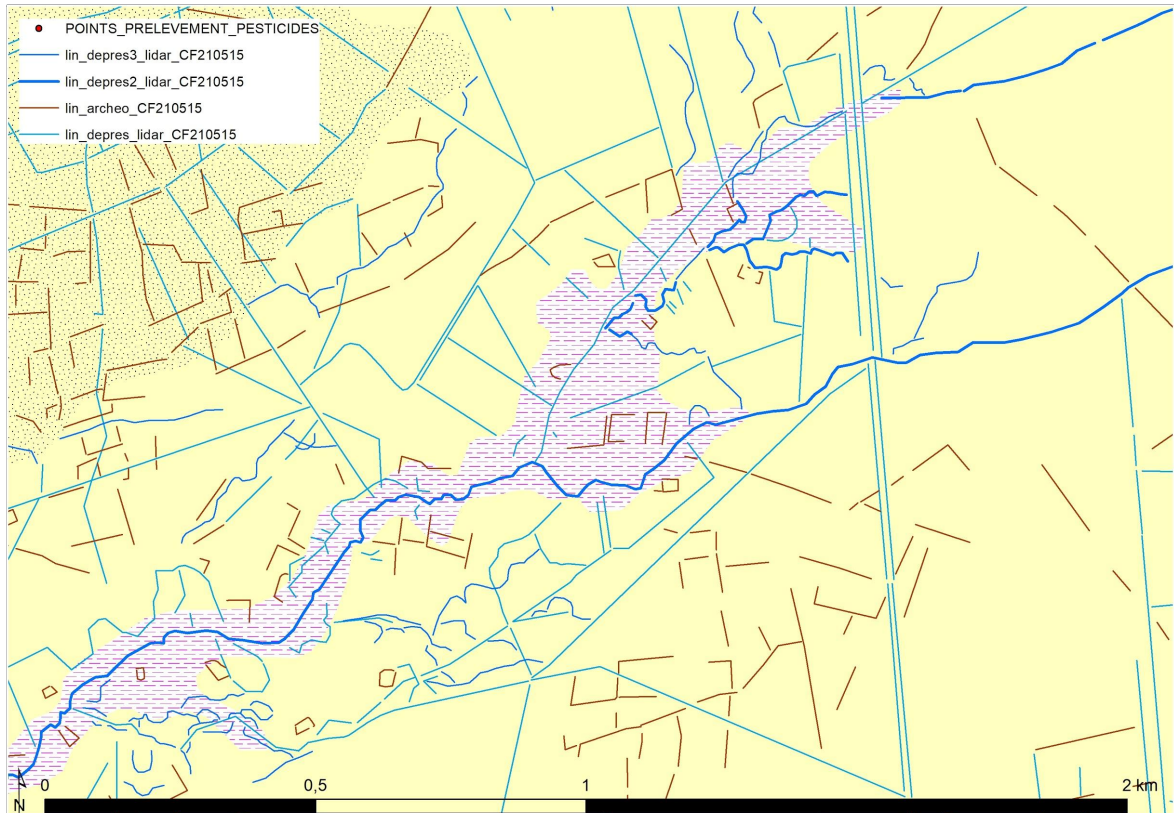 POINTS_PRELEVEMENT_PESTICIDES
lin_depres3_lidar_CF210515
lin_depres2_lidar_CF210515
lin_archeo_CF210515
lin_depres_lidar_CF210515
0 0,5 1 2 km
N